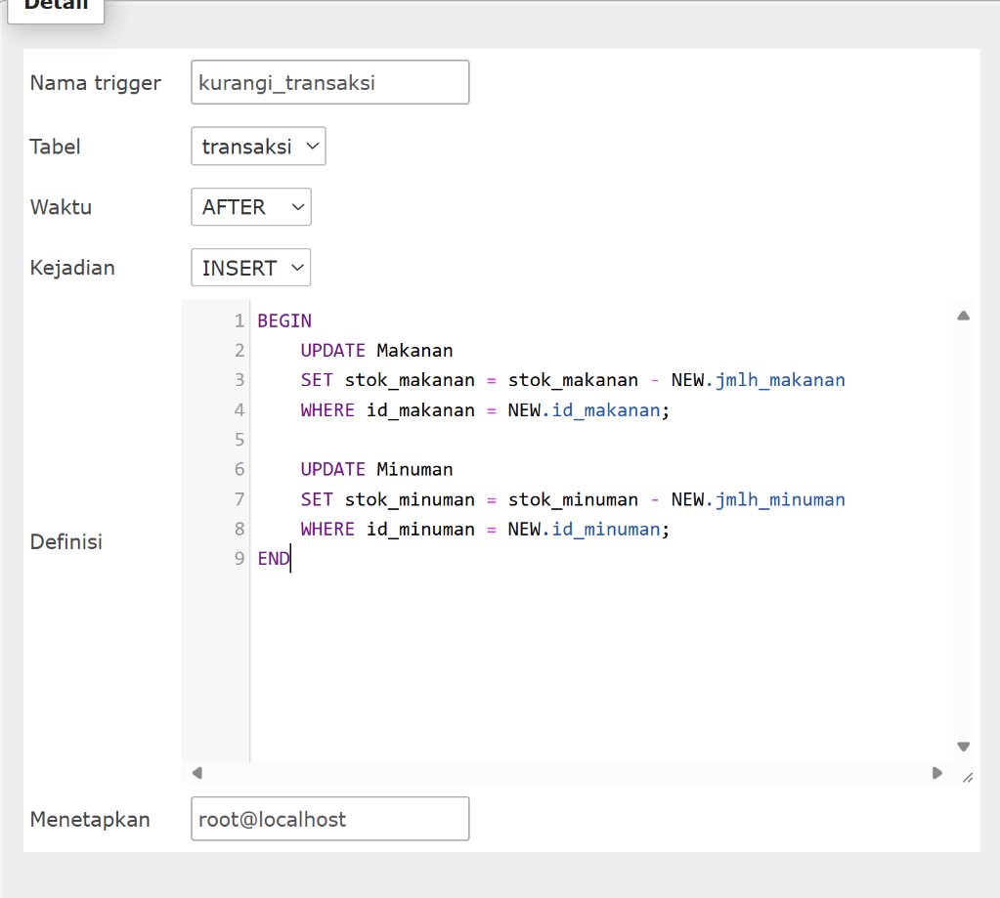 Detail
Nama trigger kurangi_transaksi
Tabel transaksi
Waktu AFTER
Kejadian INSERT
1 BEGIN
2 UPDATE Makanan
3 SET stok_makanan = stok_makanan - NEW.jmlh_makanan
4 WHERE id_makanan = NEW.id_makanan;
5
6 UPDATE Minuman
7 SET stok_minuman = stok_minuman - NEW.jmlh_minuman
8 WHERE id_minuman = NEW.id_minuman;
Definisi
9 END
Menetapkan root@localhost